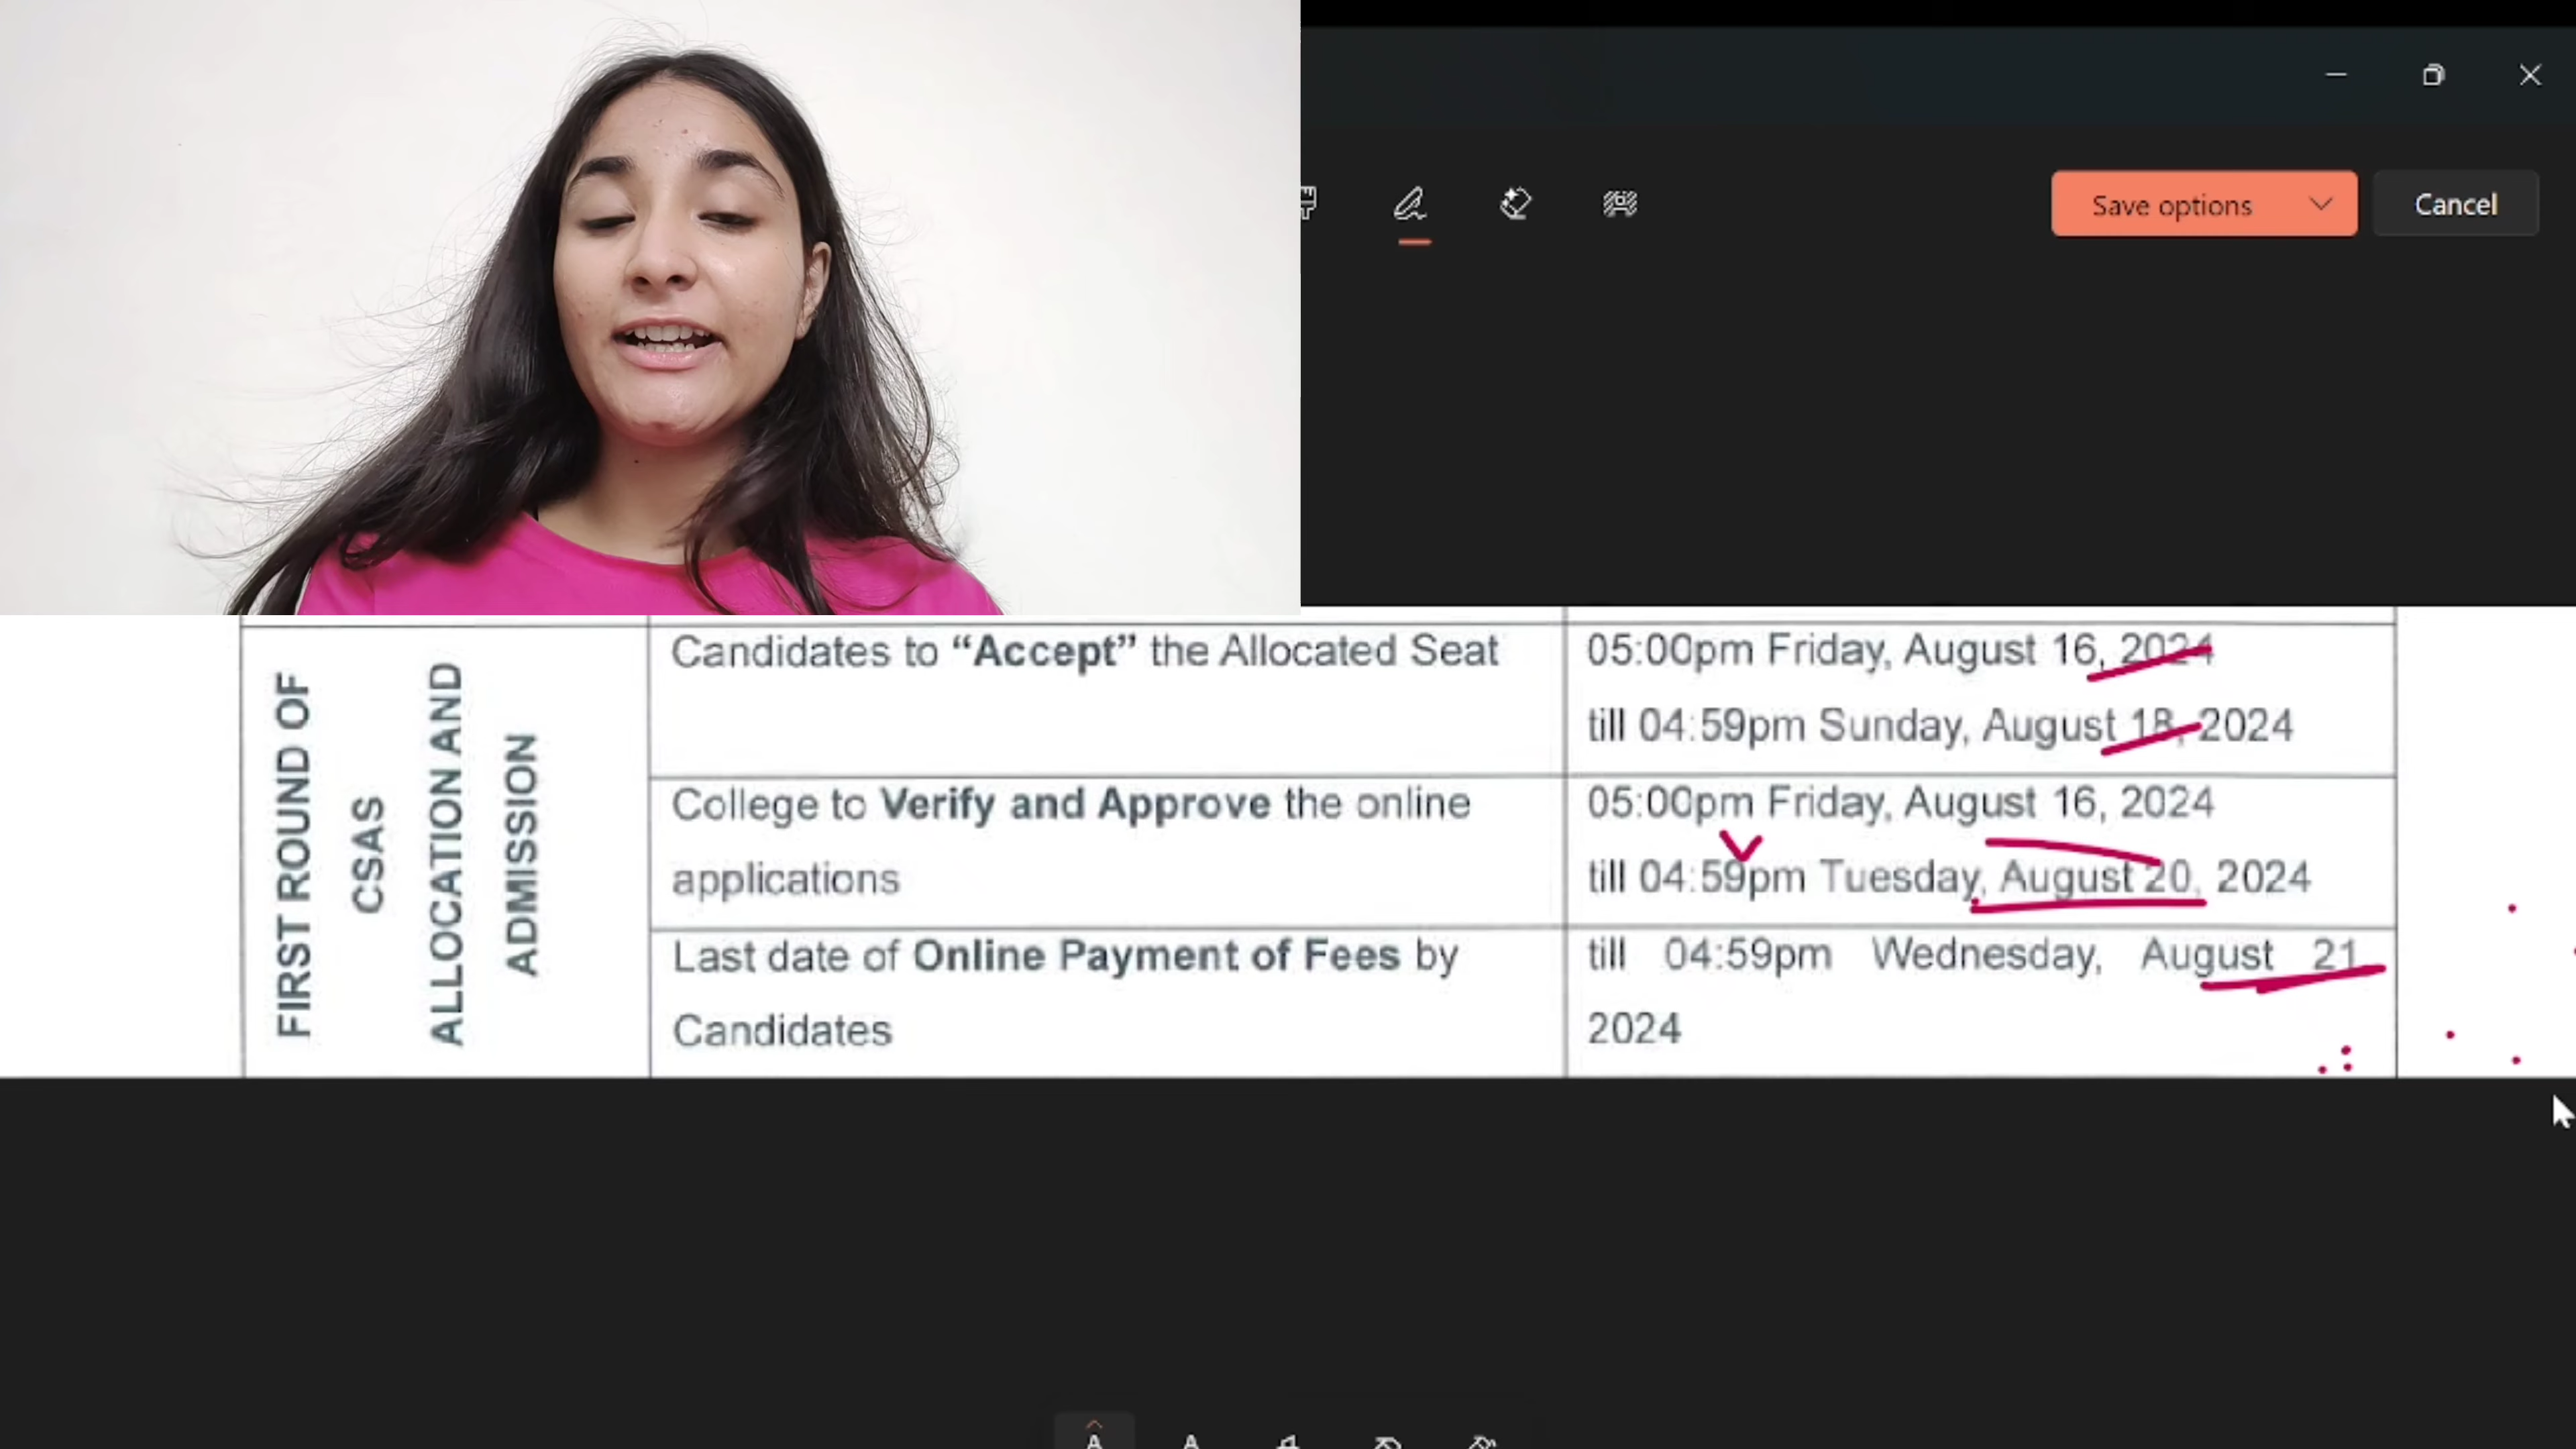 Save options
Cancel
FIRST ROUND OF
CSAS
ALLOCATION AND
ADMISSION
Candidates to “Accept” the Allocated Seat
05:00pm Friday, August 16, 2024
till 04:59pm Sunday, August 18, 2024
College to Verify and Approve the online
applications
05:00pm Friday, August 16, 2024
till 04:59pm Tuesday, August 20, 2024
Last date of Online Payment of Fees by
Candidates
till 04:59pm Wednesday, August 21
2024